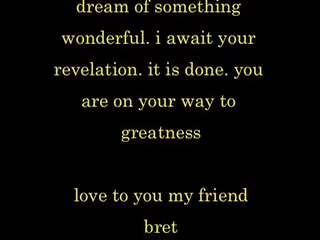 dream of something
wonderful. i await your
revelation. it is done. you
are on your way to
greatness
love to you my friend
bret